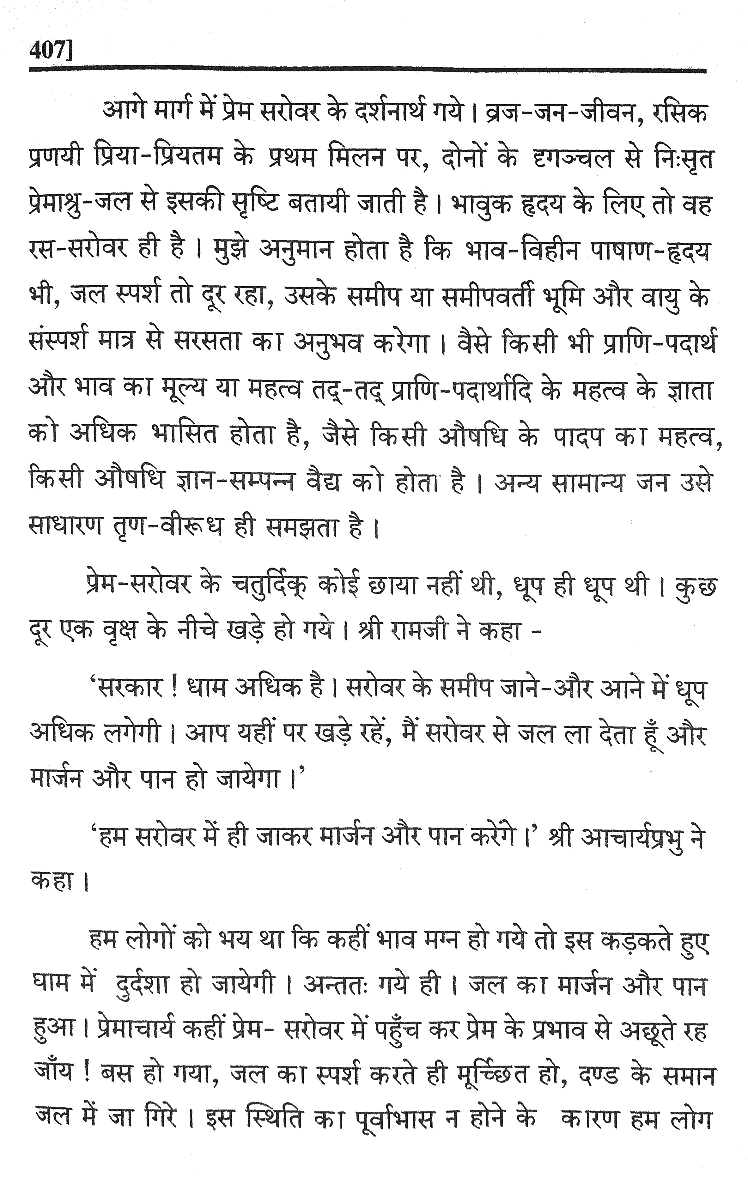 407]
आगे मार्ग में प्रेम सरोवर के दर्शनार्थ गये । व्रज-जन-जीवन, रसिक
प्रणयी प्रिया-प्रियतम के प्रथम मिलन पर, दोनों के दृगञ्चल से निःसृत
प्रेमाश्रु-जल से इसकी सृष्टि बतायी जाती है । भावुक हृदय के लिए तो वह
रस-सरोवर ही है । मुझे अनुमान होता है कि भाव-विहीन पाषाण-हृदय
भी, जल स्पर्श तो दूर रहा, उसके समीप या समीपवर्ती भूमि और वायु के
संस्पर्श मात्र से सरसता का अनुभव करेगा । वैसे किसी भी प्राणि-पदार्थ
और भाव का मूल्य या महत्व तद्-तद् प्राणि-पदार्थादि के महत्व के ज्ञाता
को अधिक भासित होता है, जैसे किसी औषधि के पादप का महत्व,
किसी औषधि ज्ञान-सम्पन्न वैद्य को होता है । अन्य सामान्य जन उसे
साधारण तृण-वीरूध ही समझता है ।
प्रेम-सरोवर के चतुर्दिक् कोई छाया नहीं थी, धूप ही धूप थी । कुछ
दूर एक वृक्ष के नीचे खड़े हो गये । श्री रामजी ने कहा -
‘सरकार ! धाम अधिक है । सरोवर के समीप जाने-और आने में धूप
अधिक लगेगी । आप यहीं पर खड़े रहें, मैं सरोवर से जल ला देता हूँ और
मार्जन और पान हो जायेगा ।’
‘हम सरोवर में ही जाकर मार्जन और पान करेंगे ।’ श्री आचार्यप्रभु ने
कहा ।
हम लोगों को भय था कि कहीं भाव मग्न हो गये तो इस कड़कते हुए
घाम में दुर्दशा हो जायेगी । अन्ततः गये ही । जल का मार्जन और पान
हुआ । प्रेमाचार्य कहीं प्रेम- सरोवर में पहुँच कर प्रेम के प्रभाव से अछूते रह
जाँय ! बस हो गया, जल का स्पर्श करते ही मूर्च्छित हो, दण्ड के समान
जल में जा गिरे । इस स्थिति का पूर्वाभास न होने के कारण हम लोग